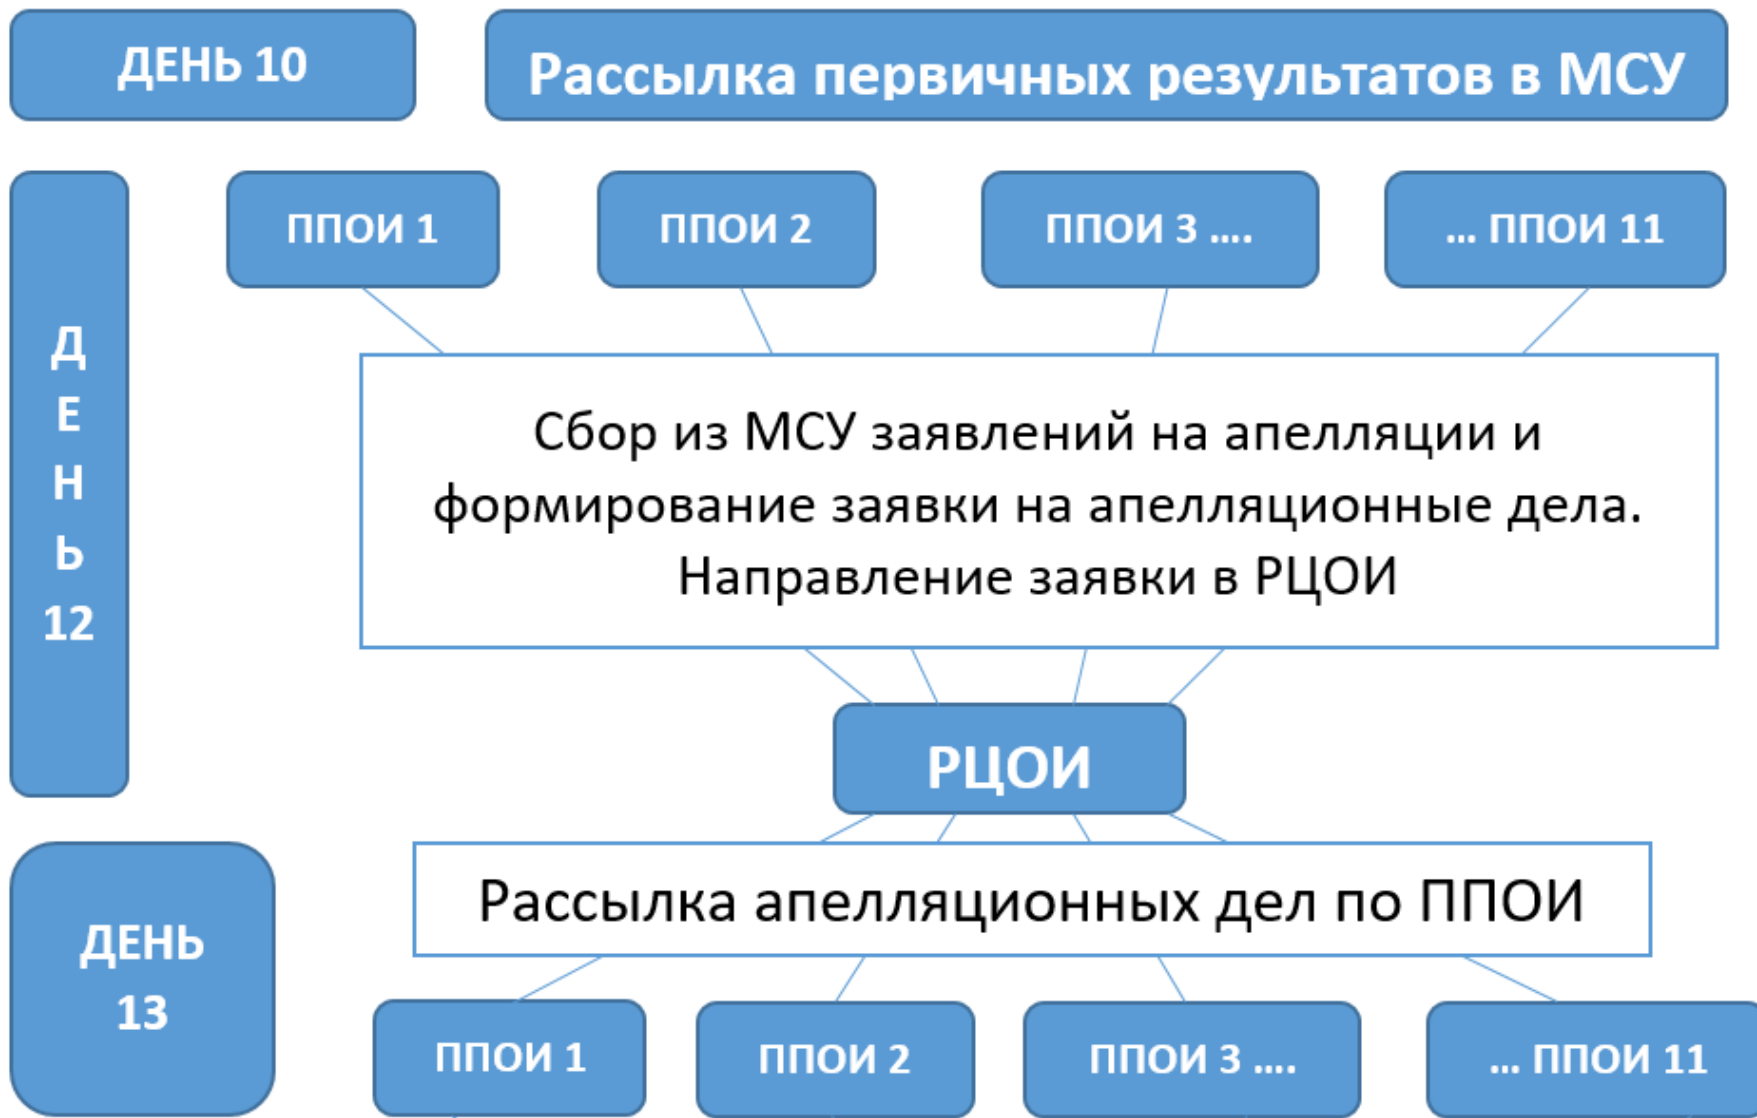 ДЕНЬ 10
Рассылка первичных результатов в МСУ
ДЕНЬ 12
ППОИ 1
ППОИ 2
ППОИ 3 ....
... ППОИ 11
Сбор из МСУ заявлений на апелляции и
формирование заявки на апелляционные дела.
Направление заявки в РЦОИ
РЦОИ
ДЕНЬ
13
Рассылка апелляционных дел по ППОИ
ППОИ 1
ППОИ 2
ППОИ 3 ....
... ППОИ 11